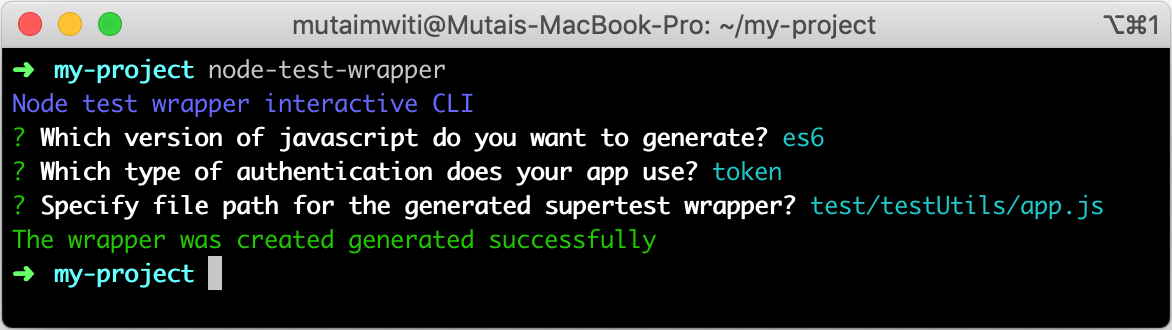 mutaimwiti@Mutais-MacBook-Pro: ~/my-project ⌥⌘1
➜ my-project node-test-wrapper
Node test wrapper interactive CLI
? Which version of javascript do you want to generate? es6
? Which type of authentication does your app use? token
? Specify file path for the generated supertest wrapper? test/testUtils/app.js
The wrapper was created generated successfully
➜ my-project